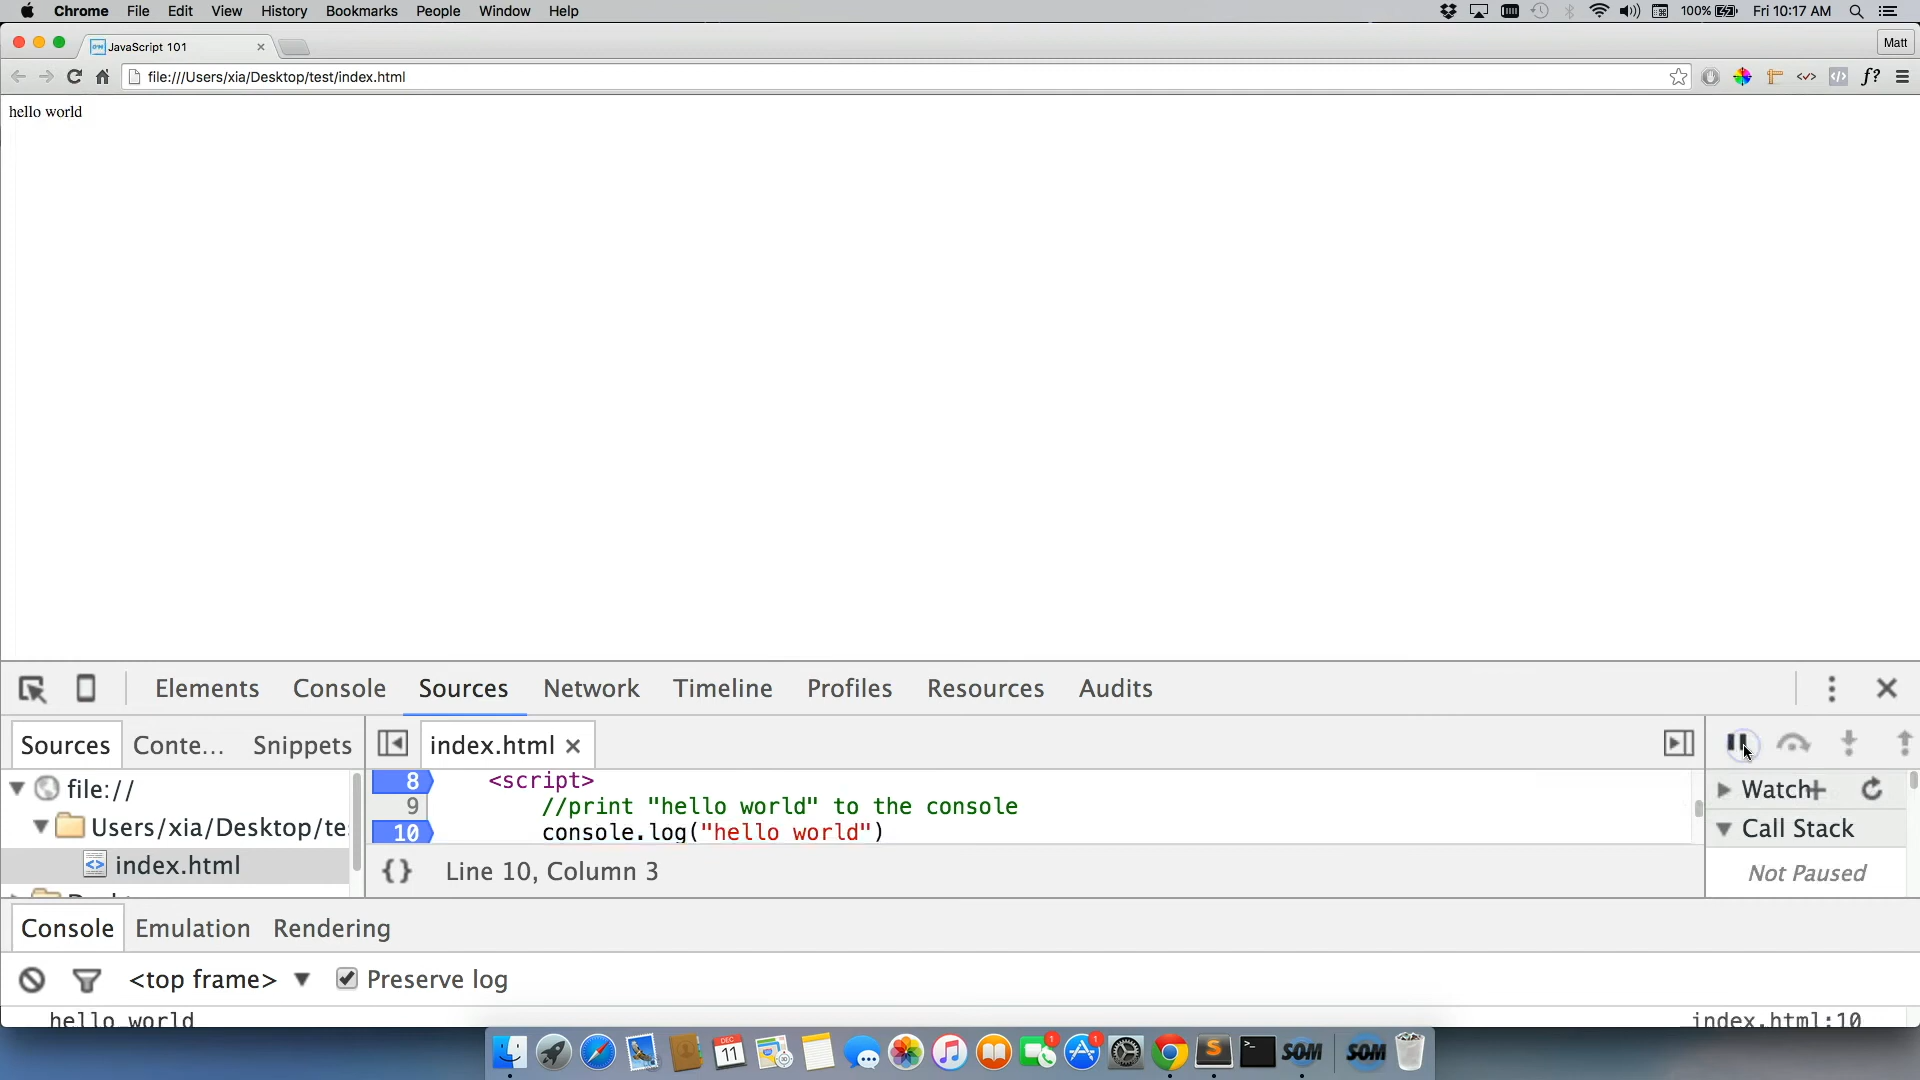 Chrome File Edit View History Bookmarks People Window Help 100% Fri 10:17 AM
JavaScript 101 × Matt
file:///Users/xia/Desktop/test/index.html f?
hello world
Elements Console Sources Network Timeline Profiles Resources Audits
Sources Conte... Snippets index.html ×
file://
Users/xia/Desktop/te
index.html
8 <script>
9 //print "hello world" to the console
10 console.log("hello world")
{} Line 10, Column 3
Watch
Call Stack
Not Paused
Console Emulation Rendering
<top frame> ▼ Preserve log
hello world index.html:10
DEC
11
1
1
S
>_
SOM
SOM